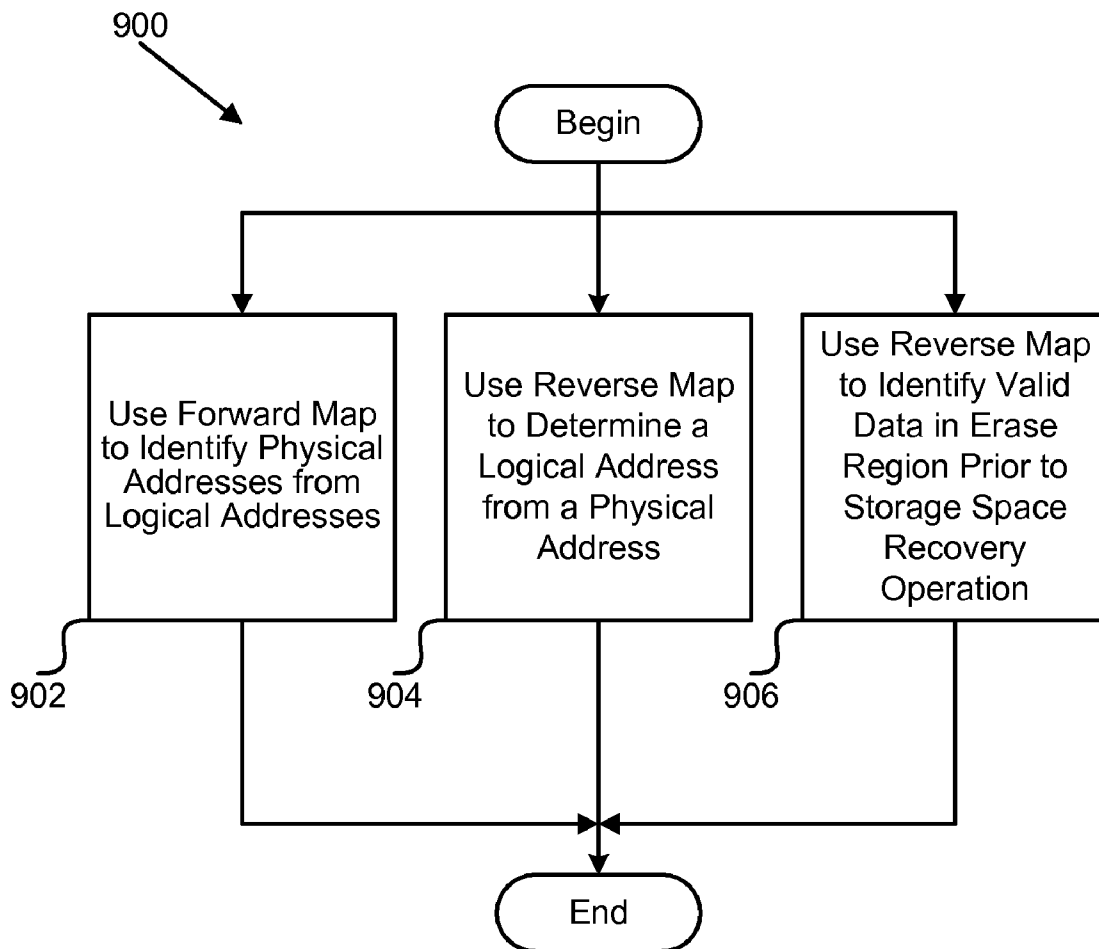 900
Begin
Use Forward Map
to Identify Physical
Addresses from
Logical Addresses
Use Reverse Map
to Determine a
Logical Address
from a Physical
Address
Use Reverse Map
to Identify Valid
Data in Erase
Region Prior to
Storage Space
Recovery
Operation
902
904
906
End